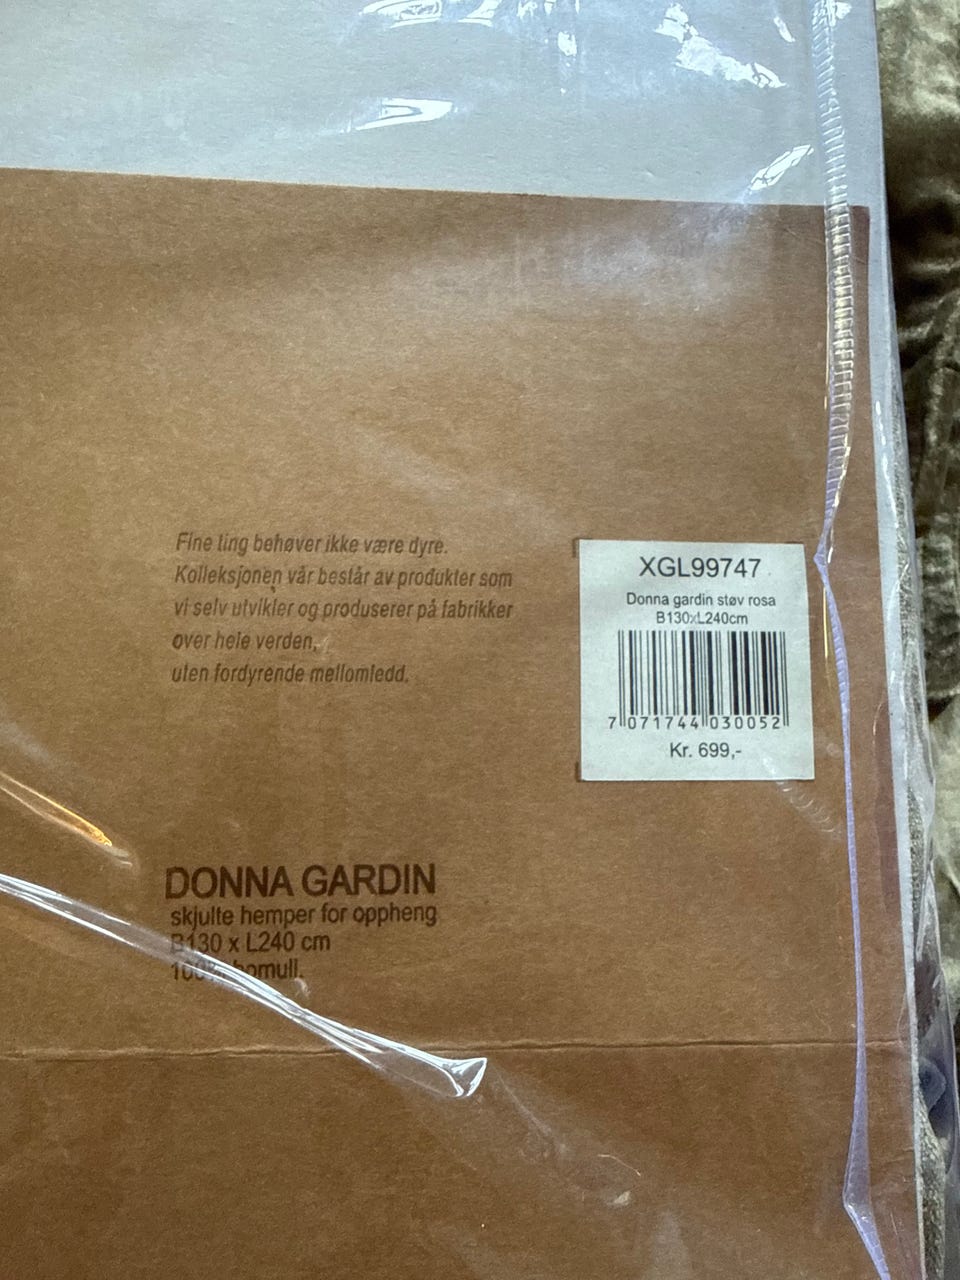 Fine ting behøver ikke være dyre.
Kolleksjonen vår består av produkter som
vi selv utvikler og produserer på fabrikker
over hele verden,
uten fordyrende mellomledd.
XGL99747
Donna gardin støv rosa
B130xL240cm
7 071744 030052
Kr. 699,-
DONNA GARDIN
skjulte hemper for oppheng
B130 x L240 cm
100% bomull.